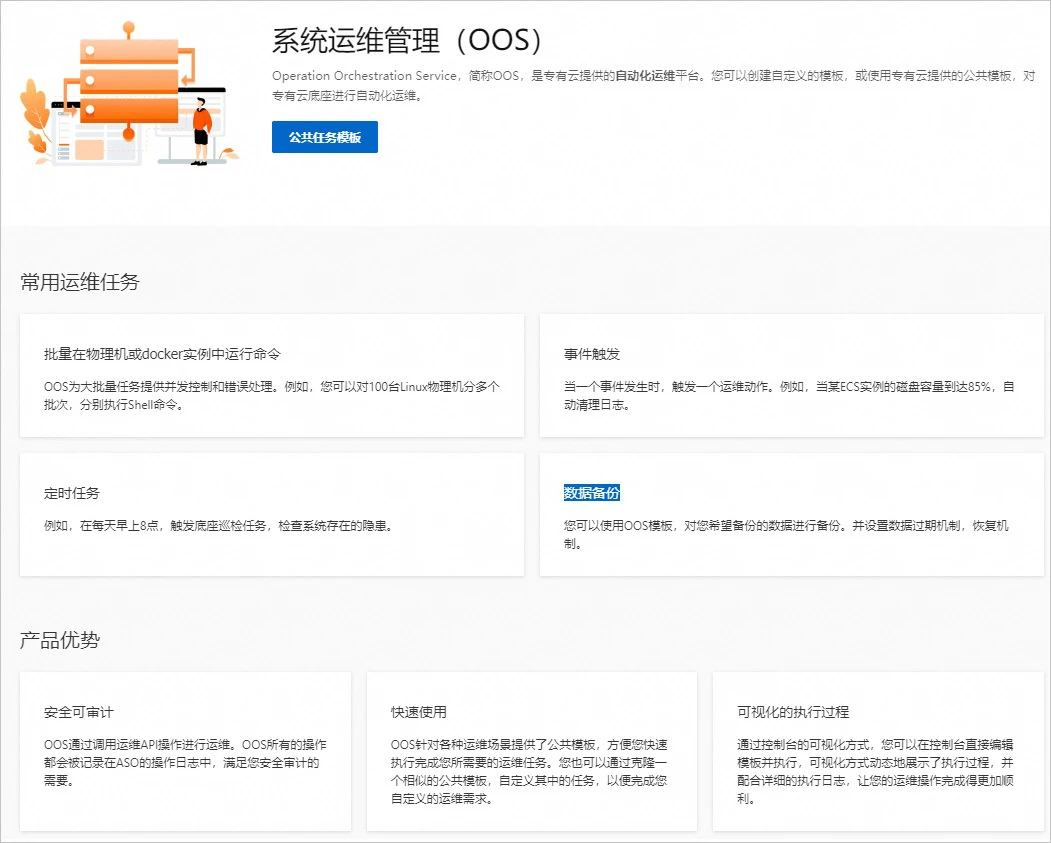 系统运维管理（OOS）
Operation Orchestration Service，简称OOS，是专有云提供的自动化运维平台。您可以创建自定义的模板，或使用专有云提供的公共模板，对
专有云底座进行自动化运维。
公共任务模板
常用运维任务
批量在物理机或docker实例中运行命令
OOS为大批量任务提供并发控制和错误处理。例如，您可以对100台Linux物理机分多个
批次，分别执行Shell命令。
事件触发
当一个事件发生时，触发一个运维动作。例如，当某ECS实例的磁盘容量到达85%，自
动清理日志。
定时任务
例如，在每天早上8点，触发底座巡检任务，检查系统存在的隐患。
数据备份
您可以使用OOS模板，对您希望备份的数据进行备份。并设置数据过期机制，恢复机
制。
产品优势
安全可审计
OOS通过调用运维API操作进行运维。OOS所有的操作
都会被记录在ASO的操作日志中，满足您安全审计的
需要。
快速使用
OOS针对各种运维场景提供了公共模板，方便您快速
执行完成您所需要的运维任务。您也可以通过克隆一
个相似的公共模板，自定义其中的任务，以便完成您
自定义的运维需求。
可视化的执行过程
通过控制台的可视化方式，您可以在控制台直接编辑
模板并执行，可视化方式动态地展示了执行过程，并
配合详细的执行日志，让您的运维操作完成得更加顺
利。